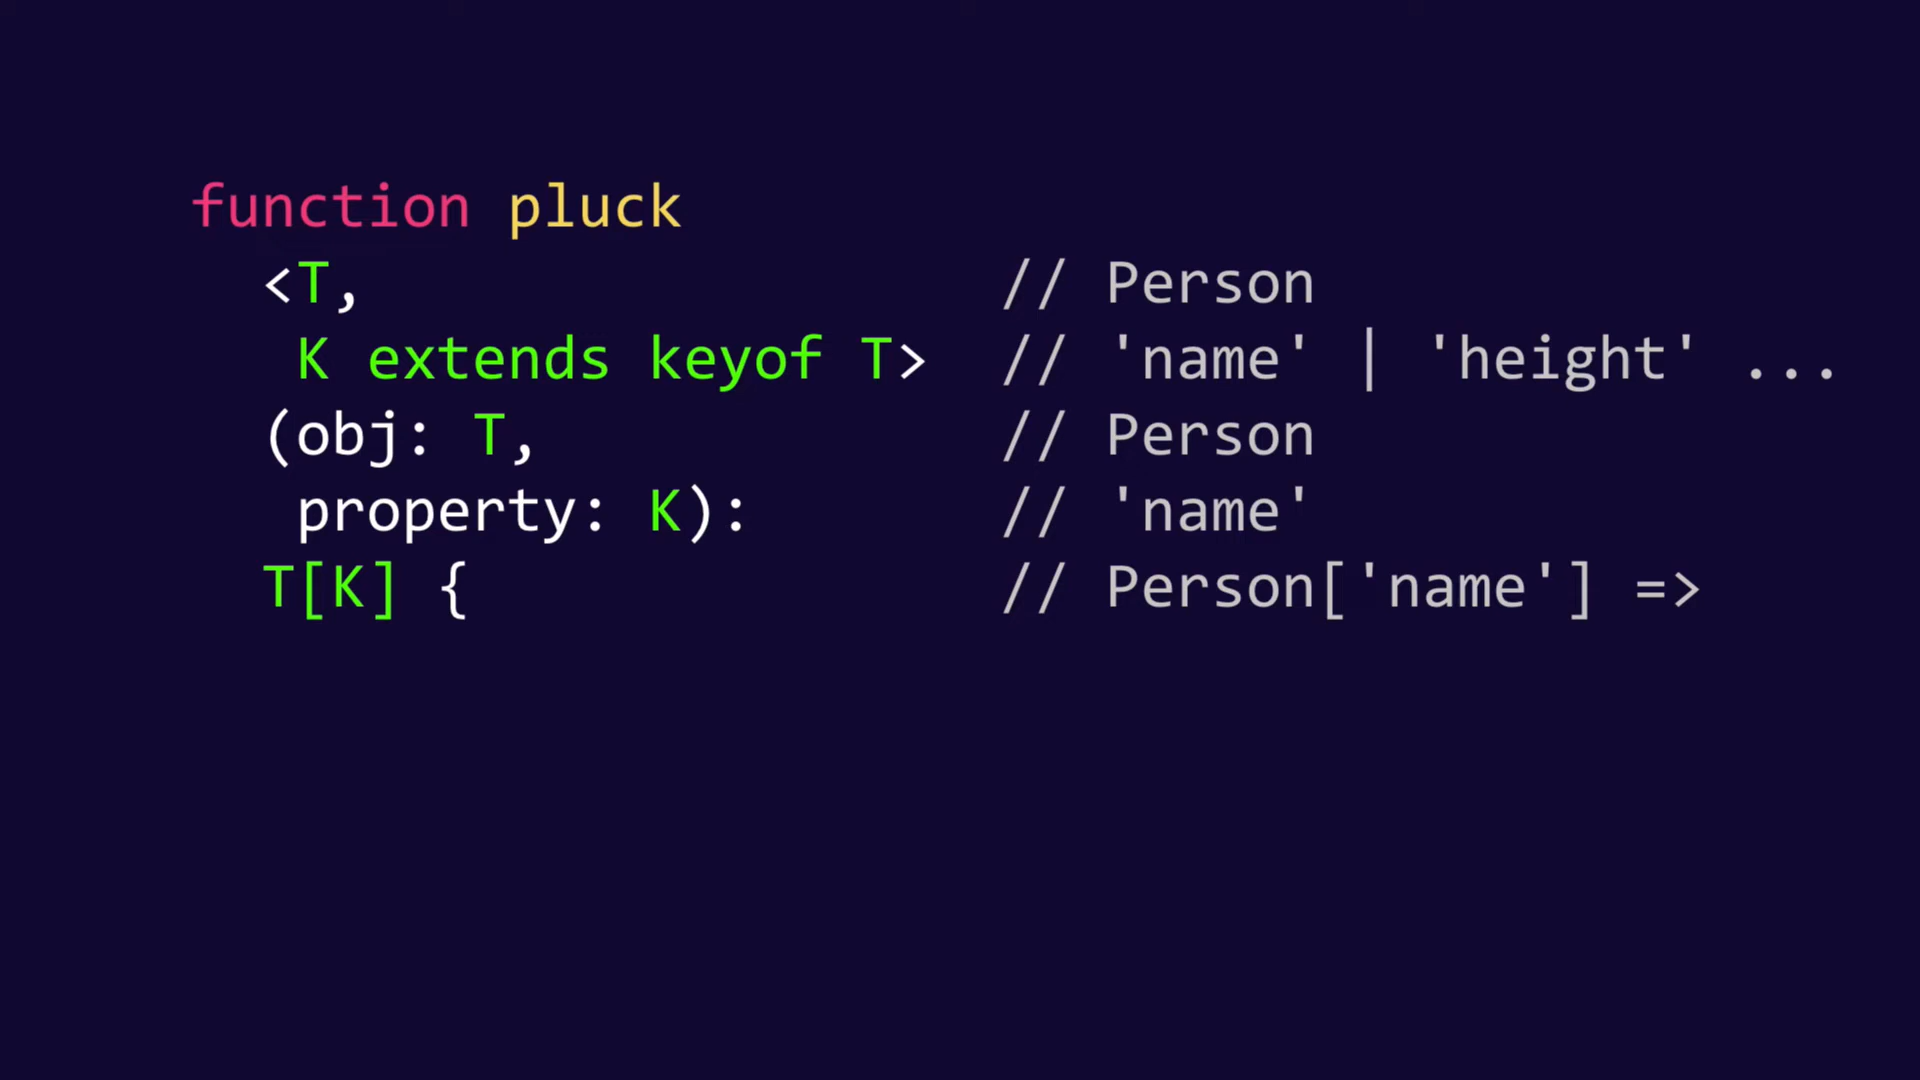 function pluck
<T, // Person
K extends keyof T> // 'name' | 'height' ...
(obj: T, // Person
property: K): // 'name'
T[K] { // Person['name'] =>